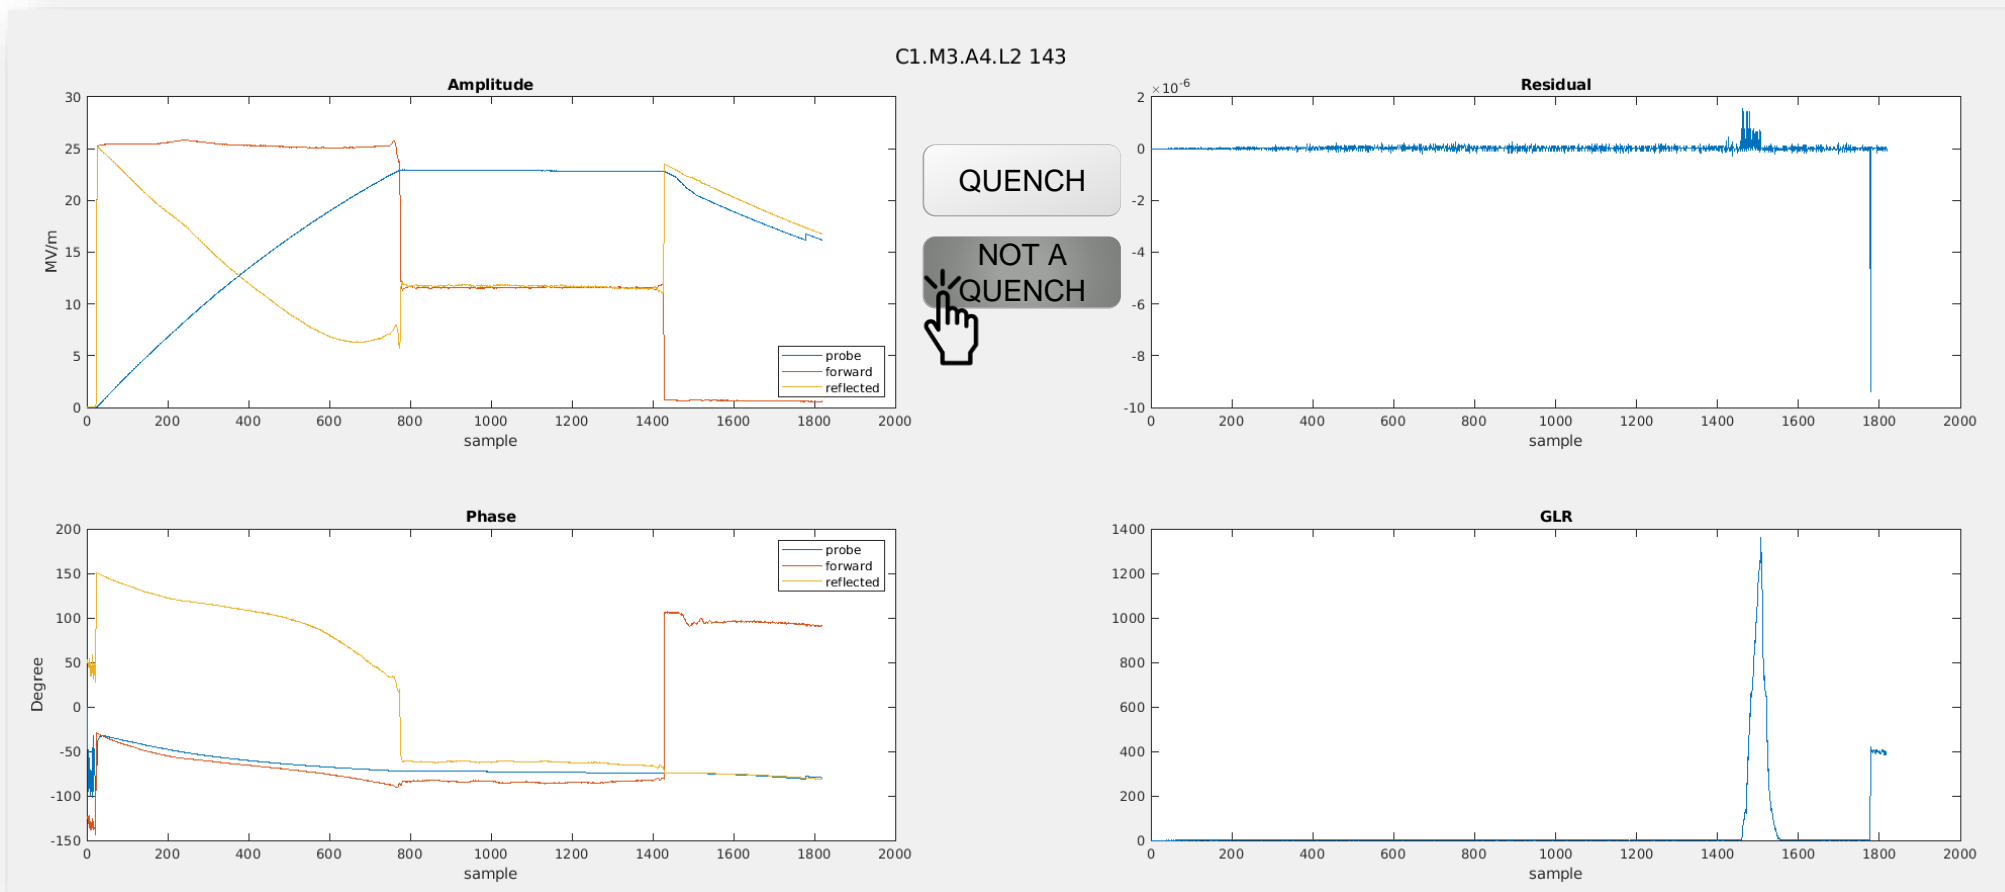 C1.M3.A4.L2 143
Amplitude
30
25
20
15
10
5
0
MV/m
0 200 400 600 800 1000 1200 1400 1600 1800 2000
sample
probe
forward
reflected
QUENCH
NOT A
QUENCH
Residual
×10-6
2
0
-2
-4
-6
-8
-10
0 200 400 600 800 1000 1200 1400 1600 1800 2000
sample
Phase
200
150
100
50
0
-50
-100
-150
Degree
0 200 400 600 800 1000 1200 1400 1600 1800 2000
sample
probe
forward
reflected
GLR
1400
1200
1000
800
600
400
200
0
0 200 400 600 800 1000 1200 1400 1600 1800 2000
sample